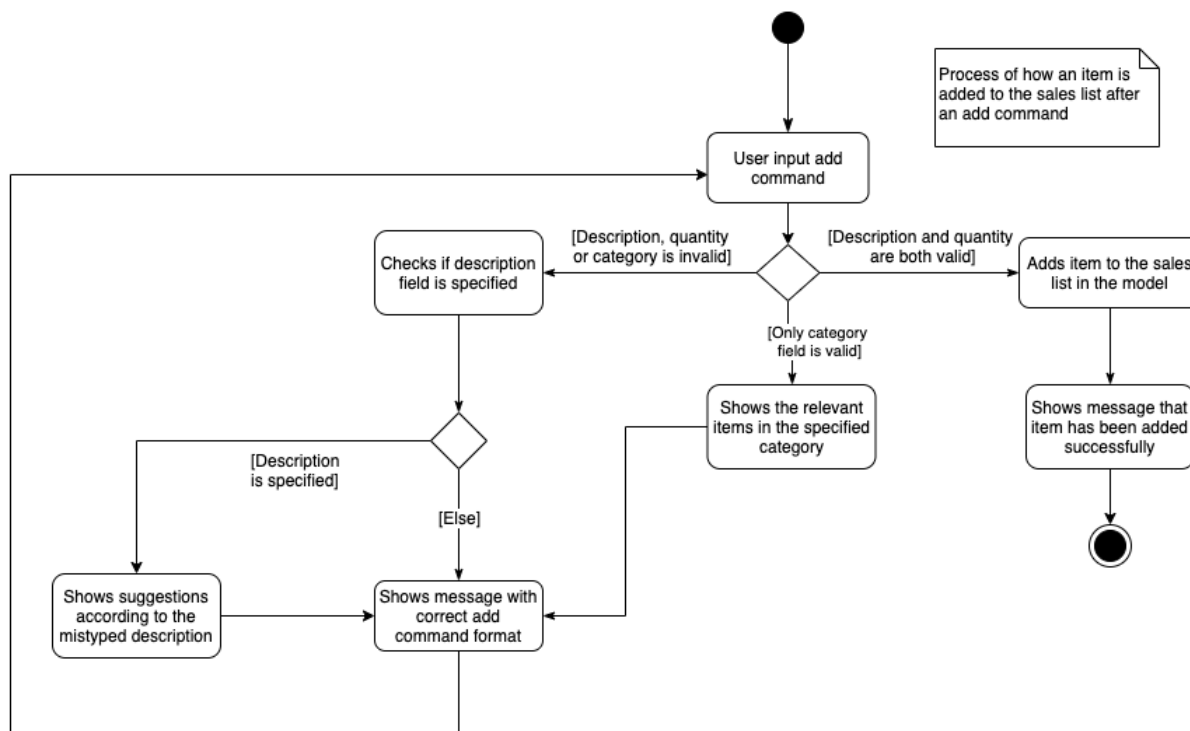 Process of how an item is
added to the sales list after
an add command
User input add
command
[Description, quantity
or category is invalid]
[Description and quantity
are both valid]
Checks if description
field is specified
Adds item to the sales
list in the model
[Only category
field is valid]
Shows the relevant
items in the specified
category
Shows message that
item has been added
successfully
[Description
is specified]
[Else]
Shows suggestions
according to the
mistyped description
Shows message with
correct add
command format